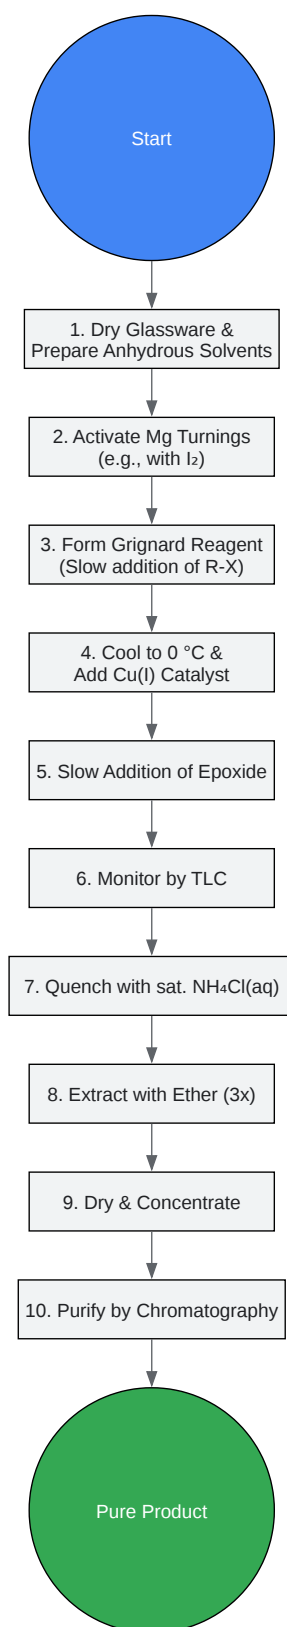 Start
1. Dry Glassware &
Prepare Anhydrous Solvents
2. Activate Mg Turnings
(e.g., with I₂)
3. Form Grignard Reagent
(Slow addition of R-X)
4. Cool to 0 °C &
Add Cu(I) Catalyst
5. Slow Addition of Epoxide
6. Monitor by TLC
7. Quench with sat. NH₄Cl(aq)
8. Extract with Ether (3x)
9. Dry & Concentrate
10. Purify by Chromatography
Pure Product